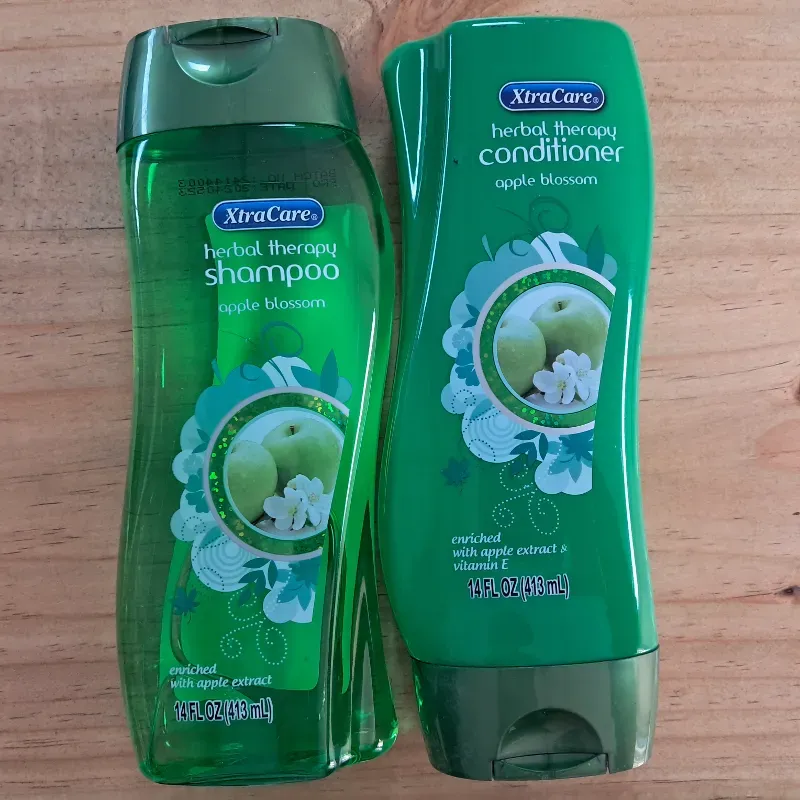 XtraCare®
herbal therapy
shampoo
apple blossom
enriched
with apple extract
14 FL OZ (413 mL)
XtraCare®
herbal therapy
conditioner
apple blossom
enriched
with apple extract &
vitamin E
14 FL OZ (413 mL)